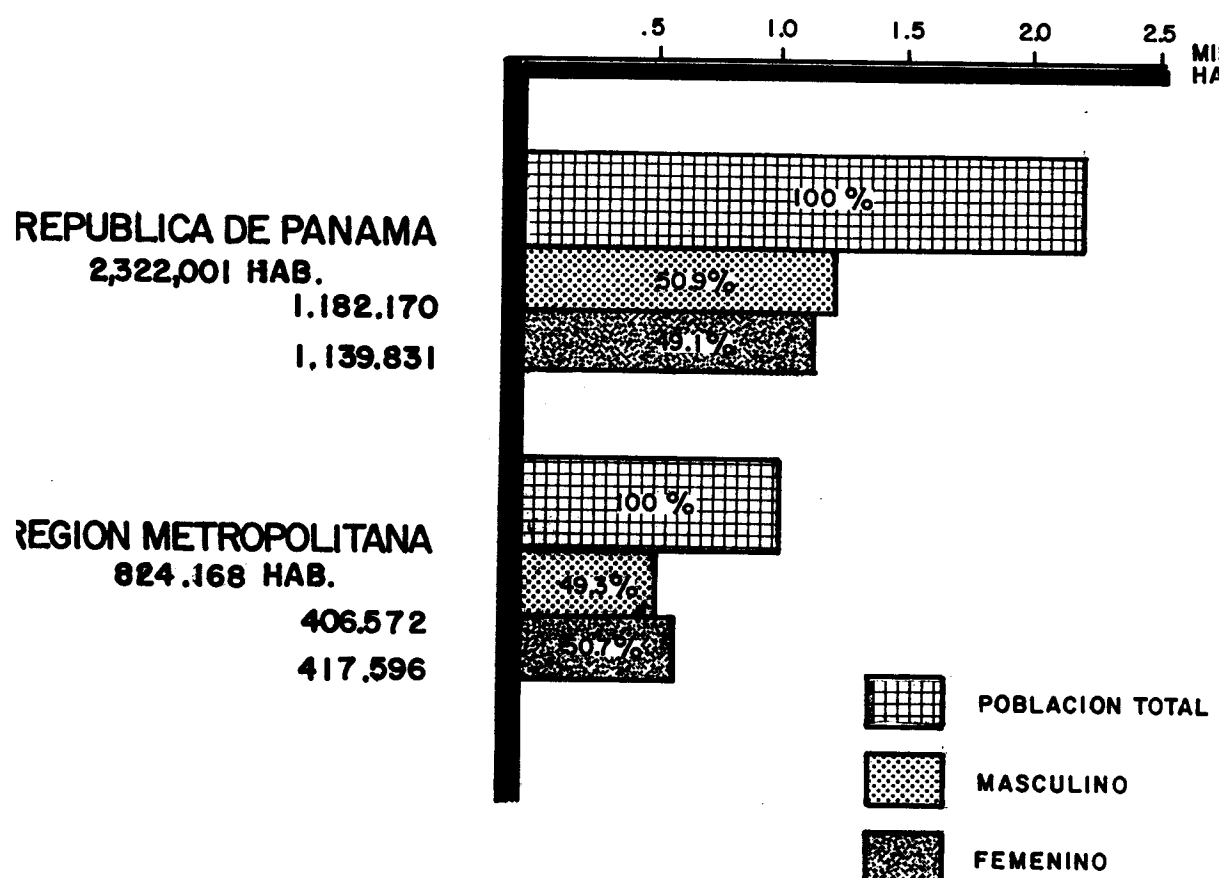 .5 1.0 1.5 2.0 2.5
100 %
REPUBLICA DE PANAMA
2,322,001 HAB.
50.9%
1.182.170
49.1%
1,139.831
100 %
REGION METROPOLITANA
824.168 HAB.
49.3%
406.572
50.7%
417.596
POBLACION TOTAL
MASCULINO
FEMENINO